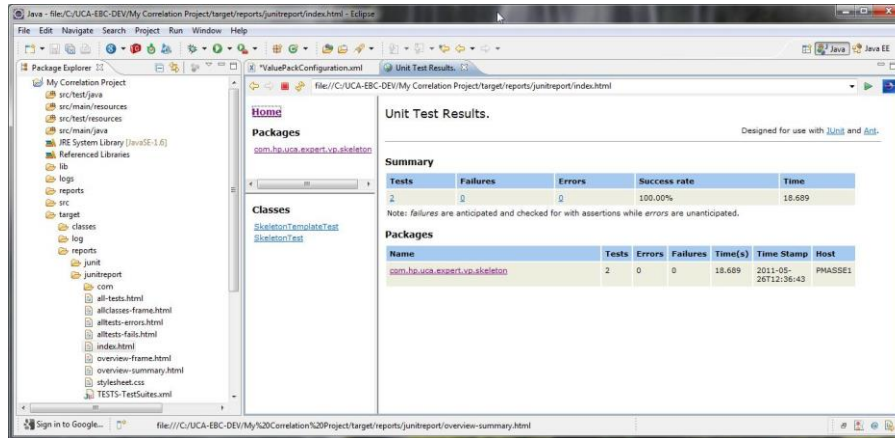 Java - file:/C:/UCA-EBC-DEV/My Correlation Project/target/reports/junitreport/index.html - Eclipse
File Edit Navigate Search Project Run Window Help
Java Java EE
Package Explorer
*ValuePackConfiguration.xml
Unit Test Results.
file:///C:/UCA-EBC-DEV/My Correlation Project/target/reports/junitreport/index.html
My Correlation Project
src/test/java
src/main/resources
src/test/resources
src/main/java
JRE System Library [JavaSE-1.6]
Referenced Libraries
lib
logs
reports
src
target
classes
log
reports
junit
junitreport
com
all-tests.html
allclasses-frame.html
alltests-errors.html
alltests-fails.html
index.html
overview-frame.html
overview-summary.html
stylesheet.css
TESTS-TestSuites.xml
Home
Packages
com.hp.uca.expert.vp.skeleton
Classes
SkeletonTemplateTest
SkeletonTest
Unit Test Results.
Designed for use with JUnit and Ant.
Summary
Tests Failures Errors Success rate Time
2 0 0 100.00% 18.689
Note: failures are anticipated and checked for with assertions while errors are unanticipated.
Packages
Name Tests Errors Failures Time(s) Time Stamp Host
com.hp.uca.expert.vp.skeleton 2 0 0 18.689 2011-05-26T12:36:43 PMASSE1
Sign in to Google...
file:///C:/UCA-EBC-DEV/My%20Correlation%20Project/target/reports/junitreport/overview-summary.html